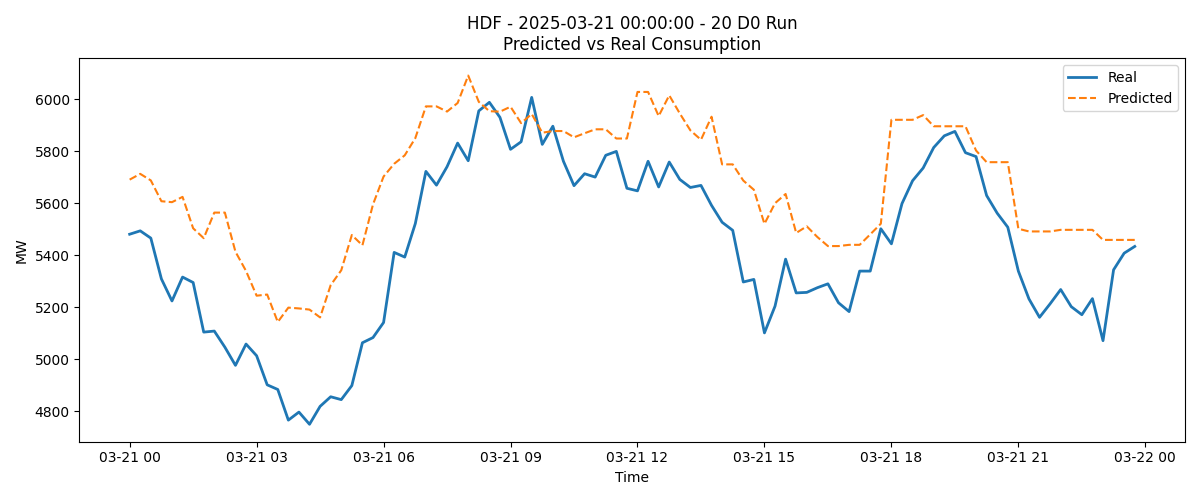 HDF - 2025-03-21 00:00:00 - 20 D0 Run
Predicted vs Real Consumption
Real
Predicted
MW
6000
5800
5600
5400
5200
5000
4800
03-21 00
03-21 03
03-21 06
03-21 09
03-21 12
03-21 15
03-21 18
03-21 21
03-22 00
Time